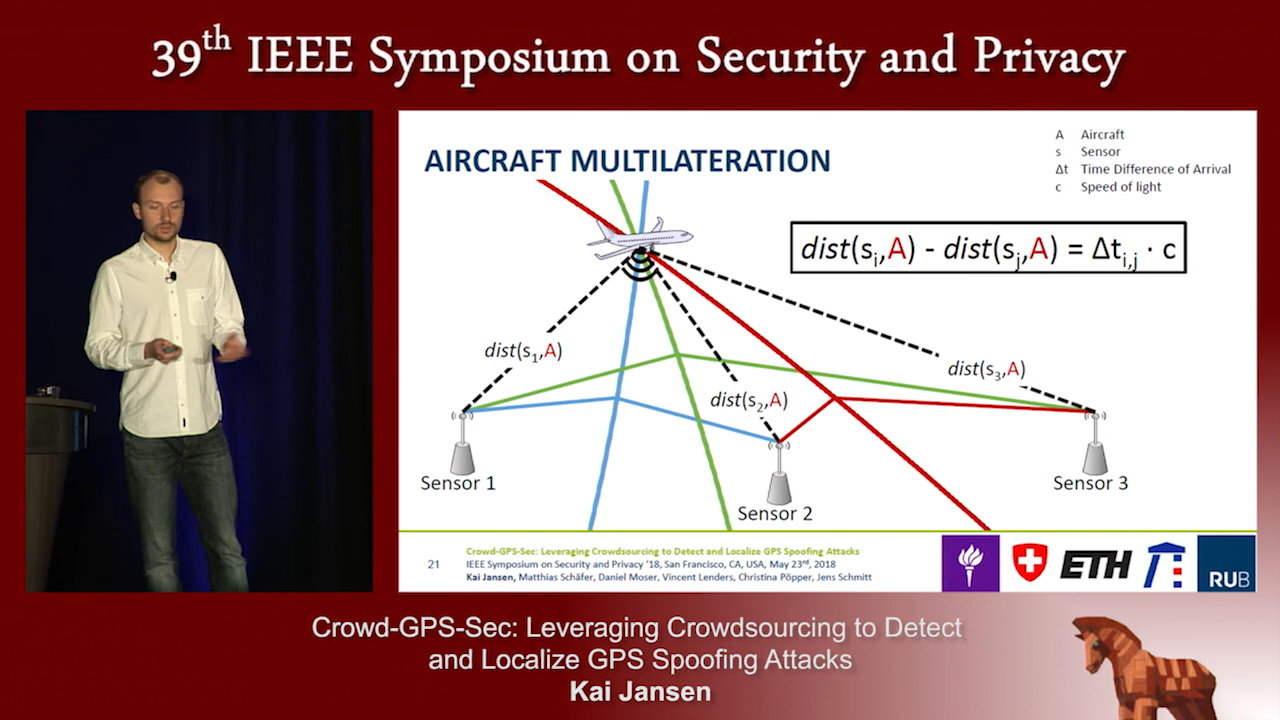 39th IEEE Symposium on Security and Privacy
AIRCRAFT MULTILATERATION
A Aircraft
s Sensor
Δt Time Difference of Arrival
c Speed of light
dist(si,A) - dist(sj,A) = Δti,j · c
dist(s1,A)
dist(s2,A)
dist(s3,A)
Sensor 1
Sensor 2
Sensor 3
21
Crowd-GPS-Sec: Leveraging Crowdsourcing to Detect and Localize GPS Spoofing Attacks
IEEE Symposium on Security and Privacy '18, San Francisco, CA, USA, May 23rd, 2018
Kai Jansen, Matthias Schäfer, Daniel Moser, Vincent Lenders, Christina Pöpper, Jens Schmitt
ETH
RUB
Crowd-GPS-Sec: Leveraging Crowdsourcing to Detect
and Localize GPS Spoofing Attacks
Kai Jansen